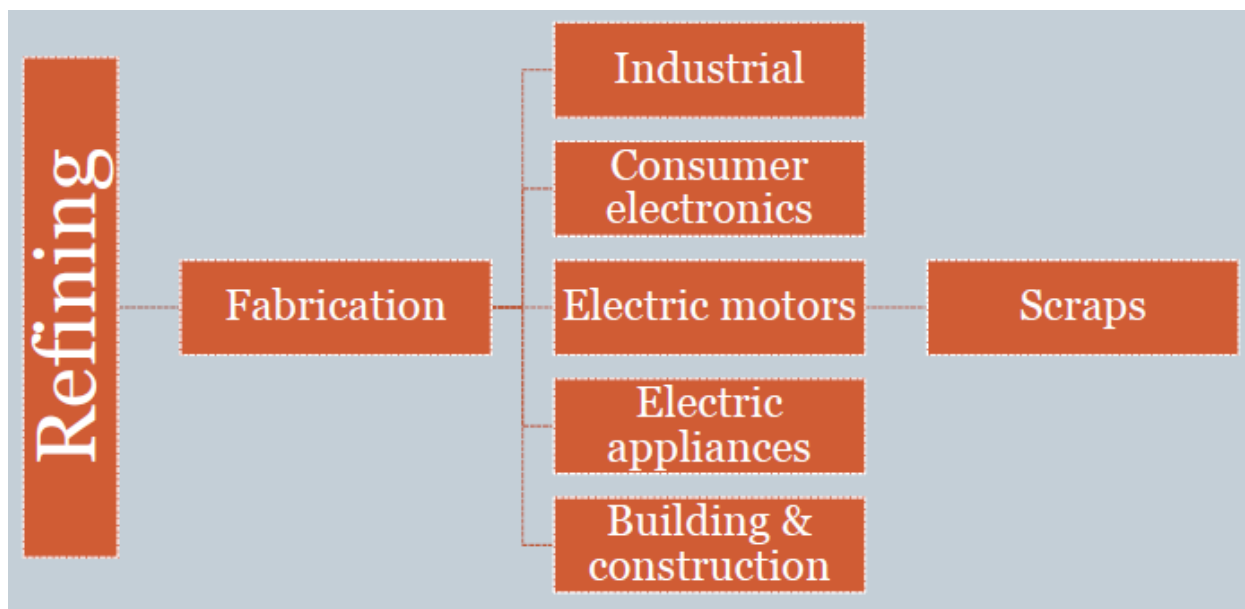 Refining
Fabrication
Industrial
Consumer
electronics
Electric motors
Electric
appliances
Building &
construction
Scraps